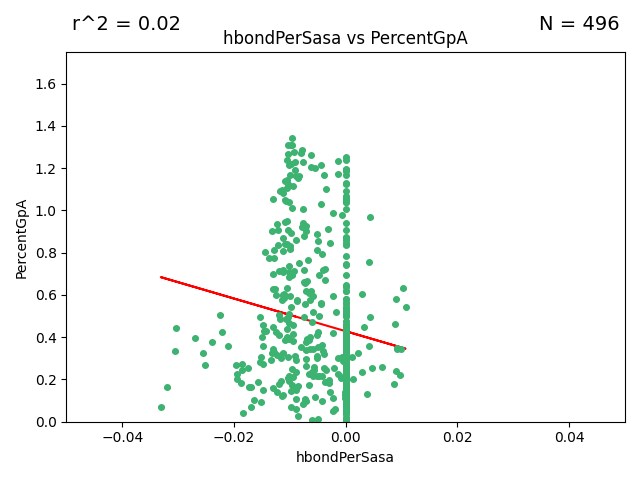 r^2 = 0.02
N = 496
hbondPerSasa vs PercentGpA
1.6
1.4
1.2
1.0
0.8
0.6
0.4
0.2
0.0
PercentGpA
−0.04
−0.02
0.00
0.02
0.04
hbondPerSasa